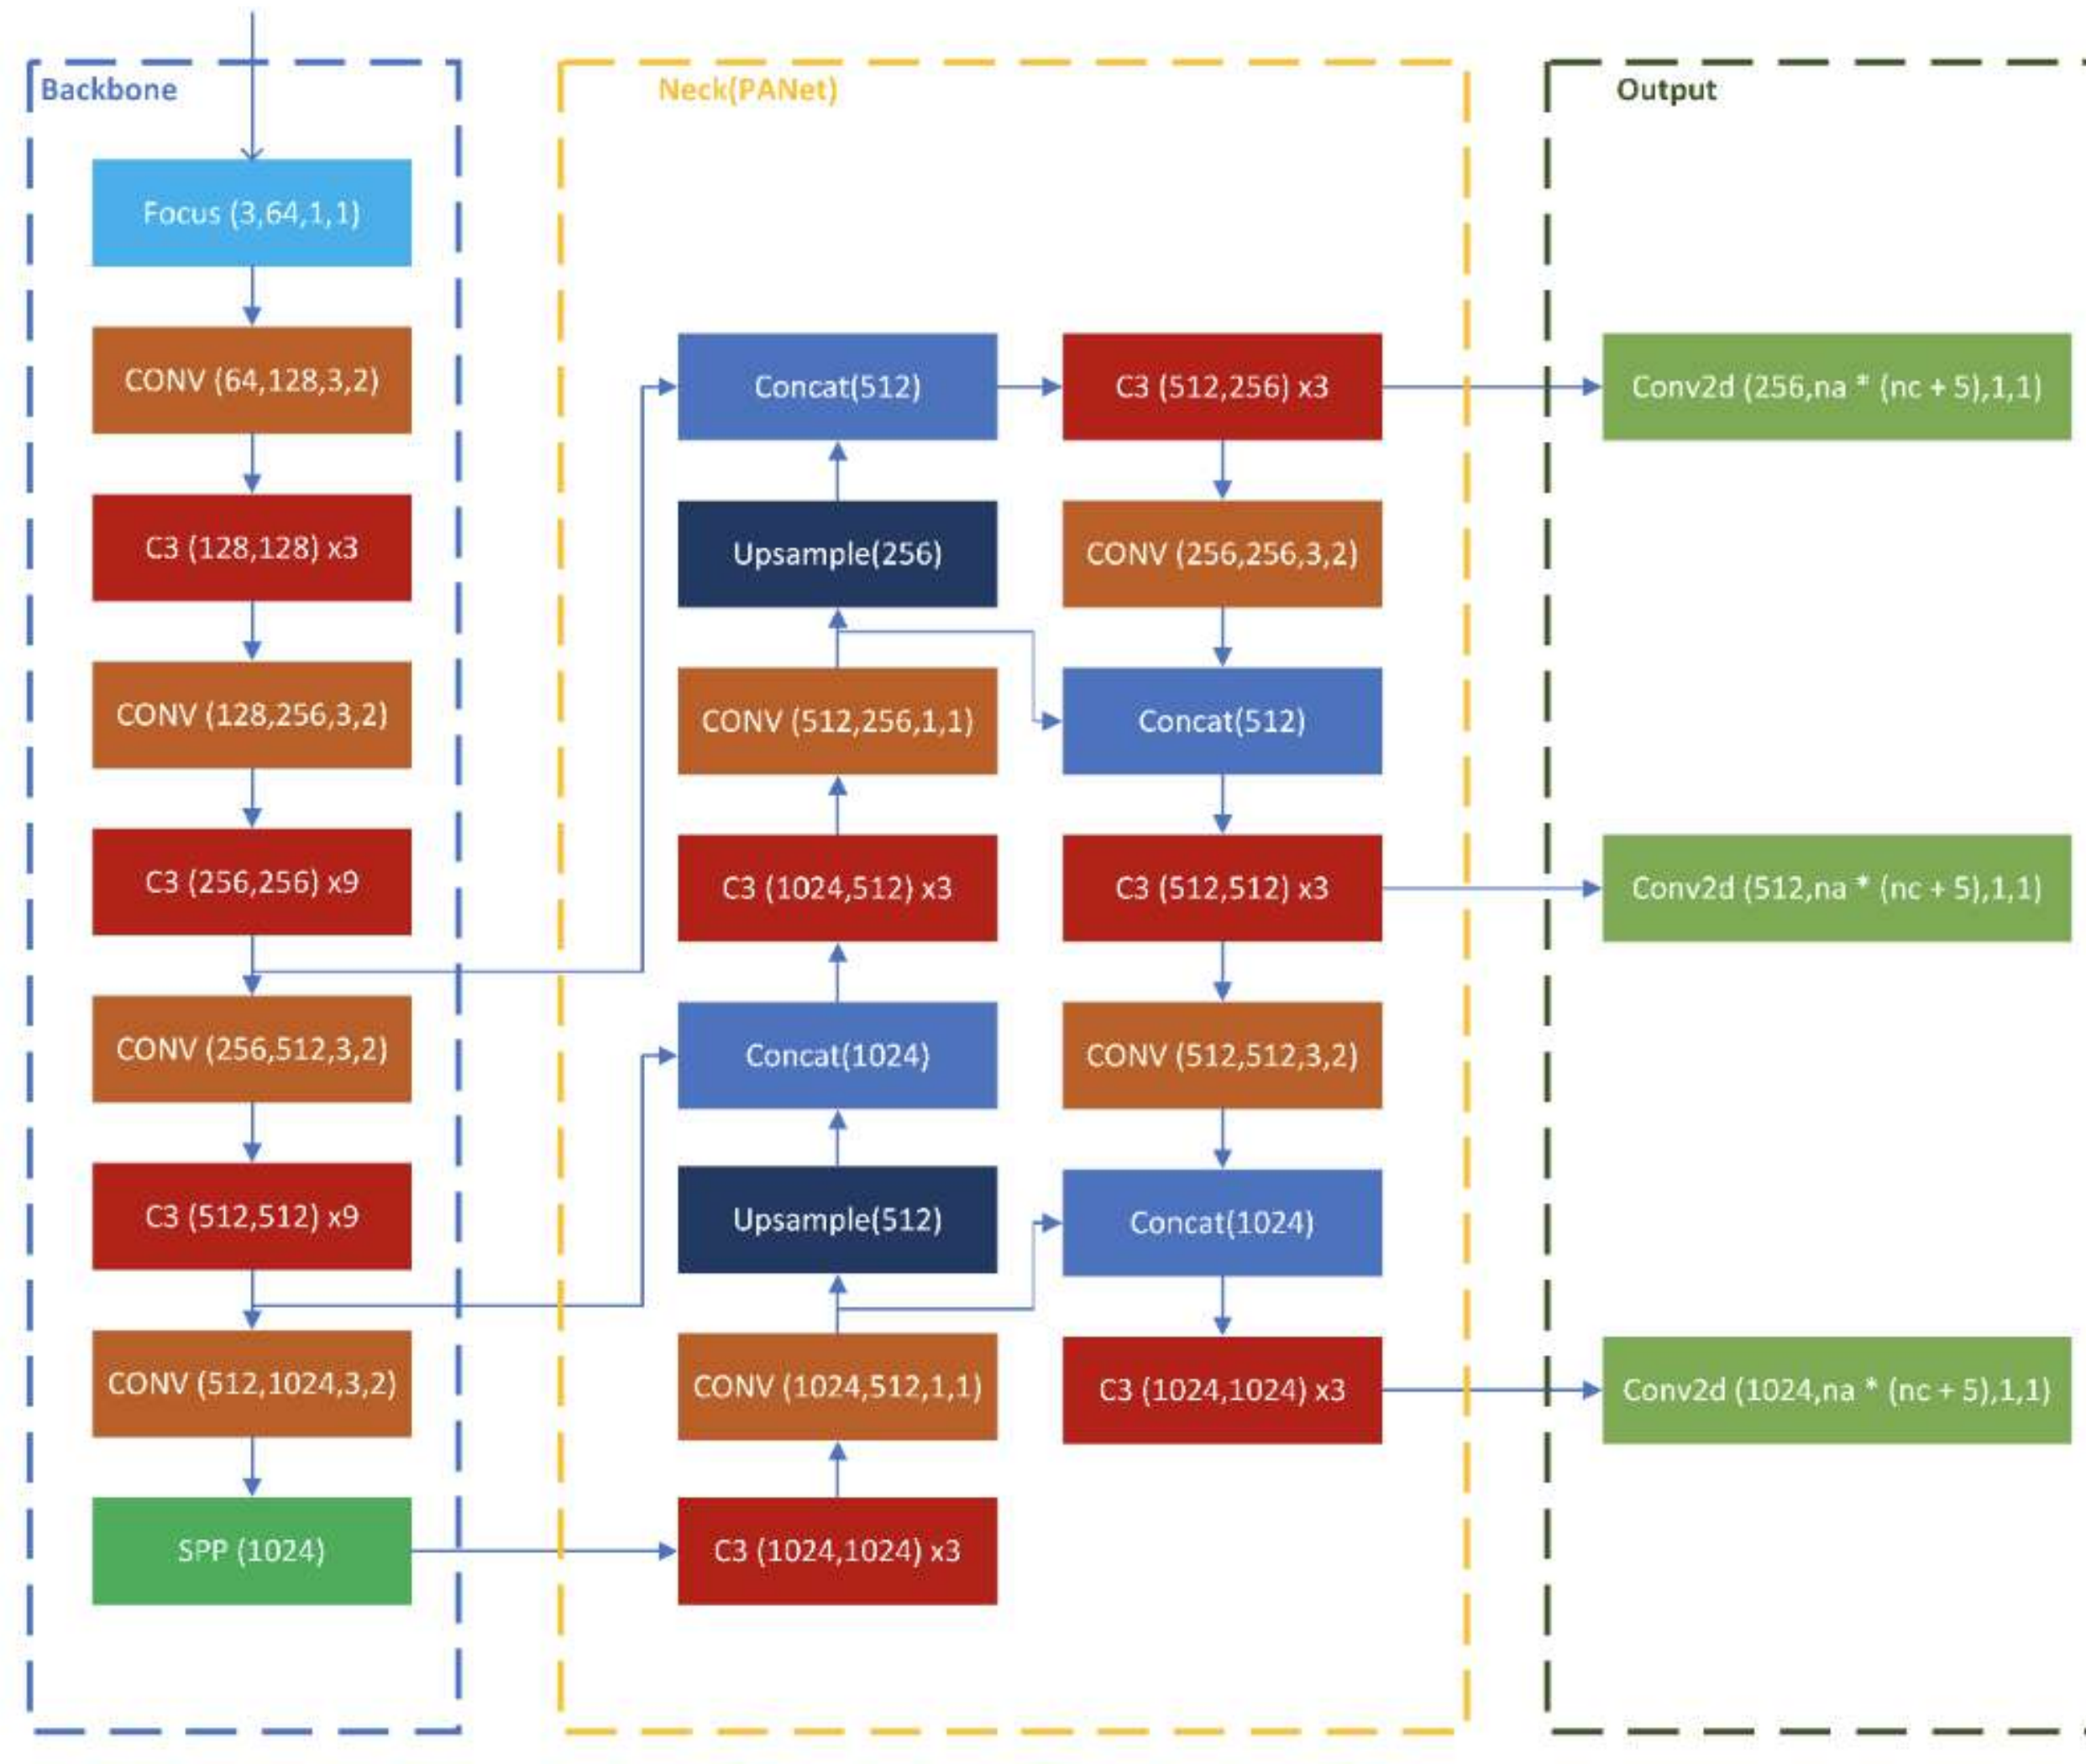 Backbone
Focus (3,64,1,1)
CONV (64,128,3,2)
C3 (128,128) x3
CONV (128,256,3,2)
C3 (256,256) x9
CONV (256,512,3,2)
C3 (512,512) x9
CONV (512,1024,3,2)
SPP (1024)
Neck(PANet)
Concat(512)
Upsample(256)
CONV (512,256,1,1)
C3 (1024,512) x3
Concat(1024)
Upsample(512)
CONV (1024,512,1,1)
C3 (1024,1024) x3
C3 (512,256) x3
CONV (256,256,3,2)
Concat(512)
C3 (512,512) x3
CONV (512,512,3,2)
Concat(1024)
C3 (1024,1024) x3
Output
Conv2d (256,na * (nc + 5),1,1)
Conv2d (512,na * (nc + 5),1,1)
Conv2d (1024,na * (nc + 5),1,1)